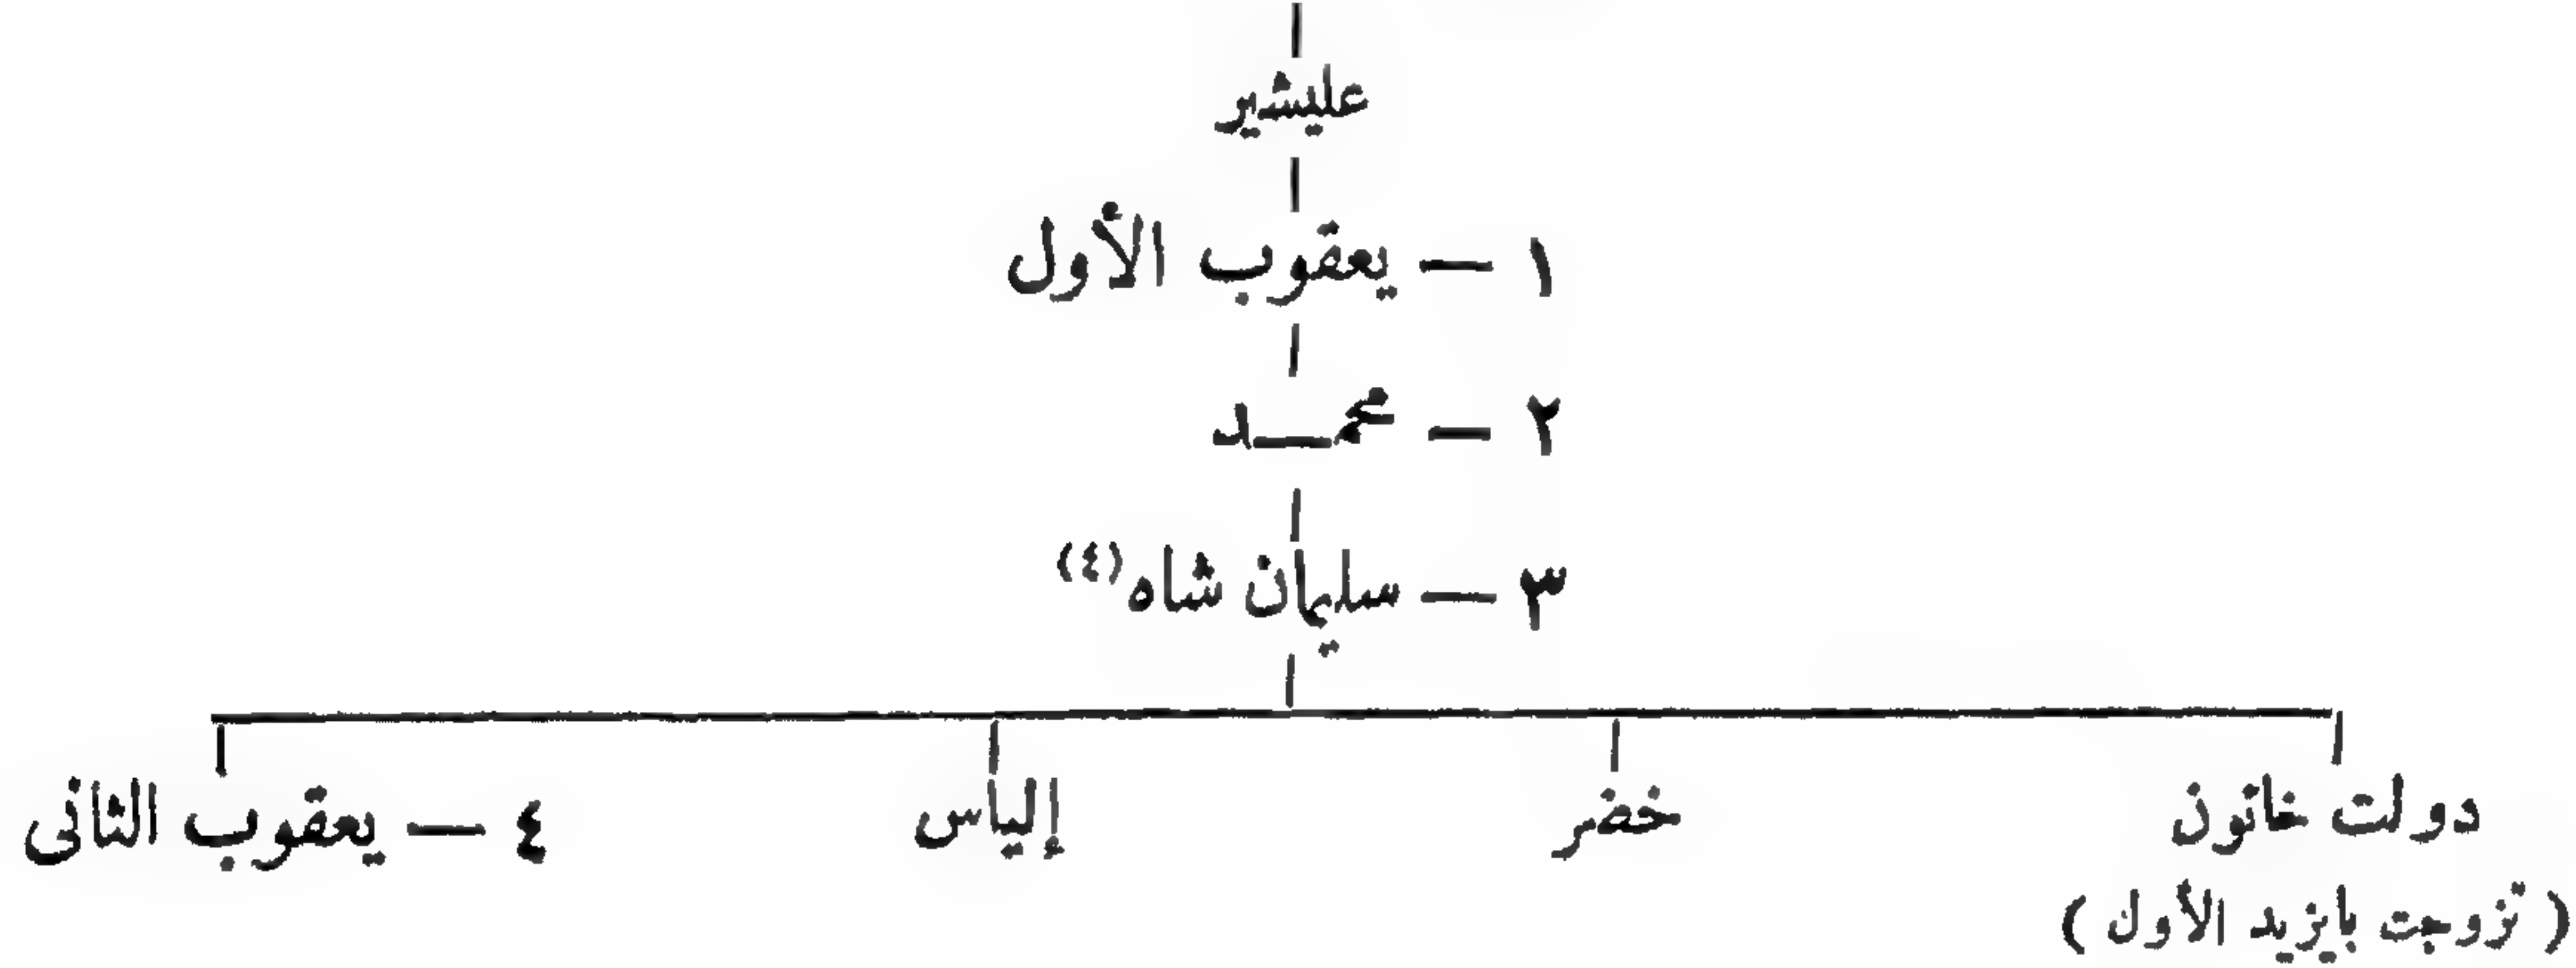 عليشير
١ — يعقوب الأول
٢ — محمـــد
٣ — سليمان شاه (٤)
دولت خاتون
خضر
إلياس
٤ — يعقوب الثانى
( تزوجت بايزيد الأول )